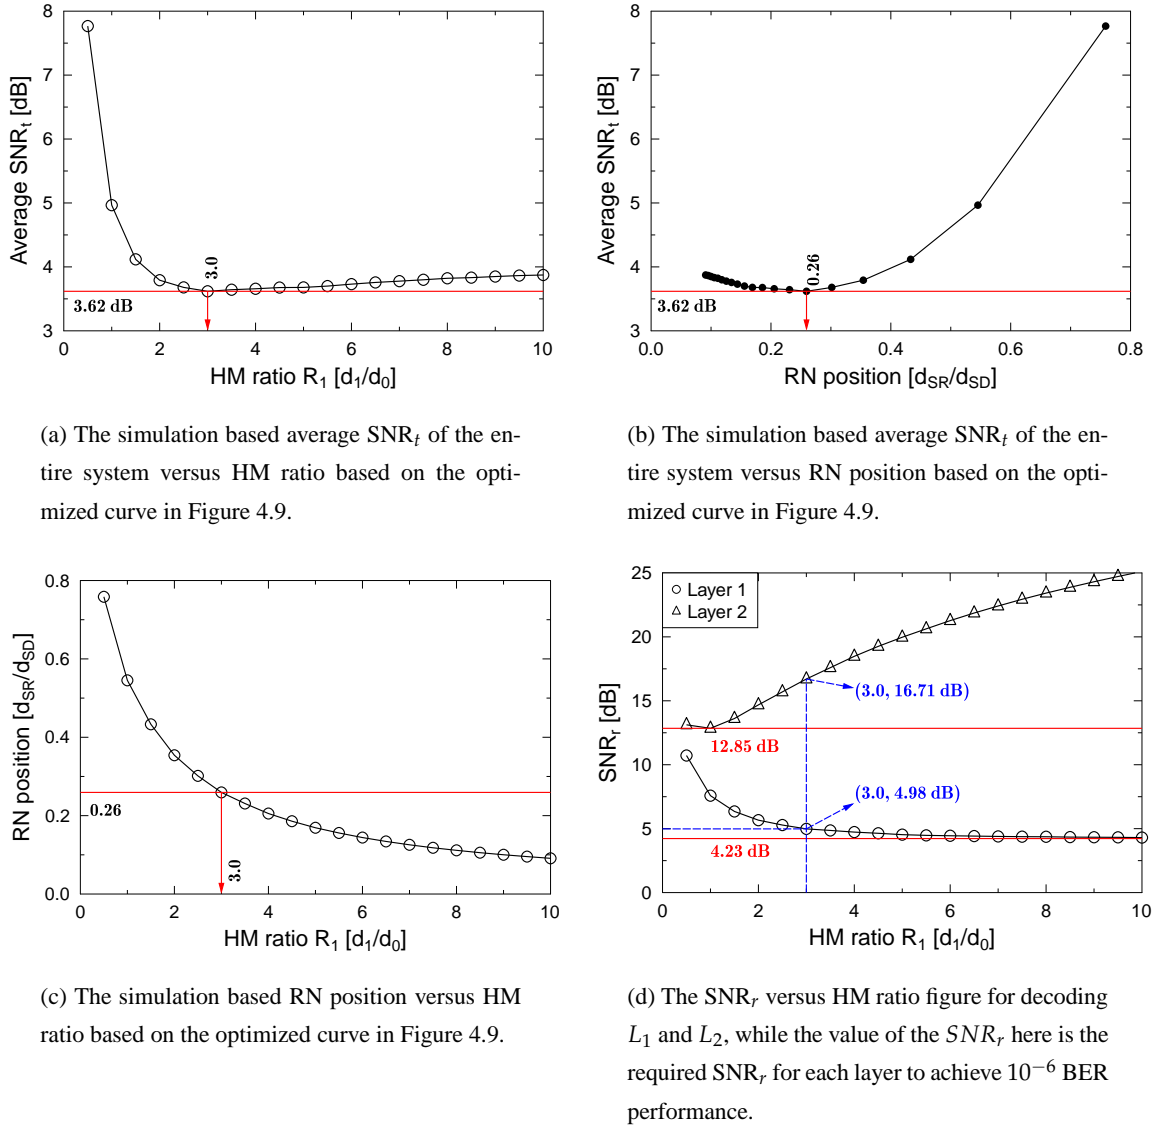 8
7
6
5
4
3
Average SNRt [dB]
3.0
3.62 dB
0 2 4 6 8 10
HM ratio R1 [d1/d0]
8
7
6
5
4
3
Average SNRt [dB]
0.26
3.62 dB
0.0 0.2 0.4 0.6 0.8
RN position [dSR/dSD]
(a) The simulation based average SNRt of the en-
tire system versus HM ratio based on the opti-
mized curve in Figure 4.9.
(b) The simulation based average SNRt of the en-
tire system versus RN position based on the opti-
mized curve in Figure 4.9.
0.8
0.6
0.4
0.2
0.0
RN position [dSR/dSD]
0.26
3.0
0 2 4 6 8 10
HM ratio R1 [d1/d0]
25
20
15
10
5
0
SNRr [dB]
Layer 1
Layer 2
(3.0, 16.71 dB)
12.85 dB
(3.0, 4.98 dB)
4.23 dB
0 2 4 6 8 10
HM ratio R1 [d1/d0]
(c) The simulation based RN position versus HM
ratio based on the optimized curve in Figure 4.9.
(d) The SNRr versus HM ratio figure for decoding
L1 and L2, while the value of the SNRr here is the
required SNRr for each layer to achieve 10−6 BER
performance.